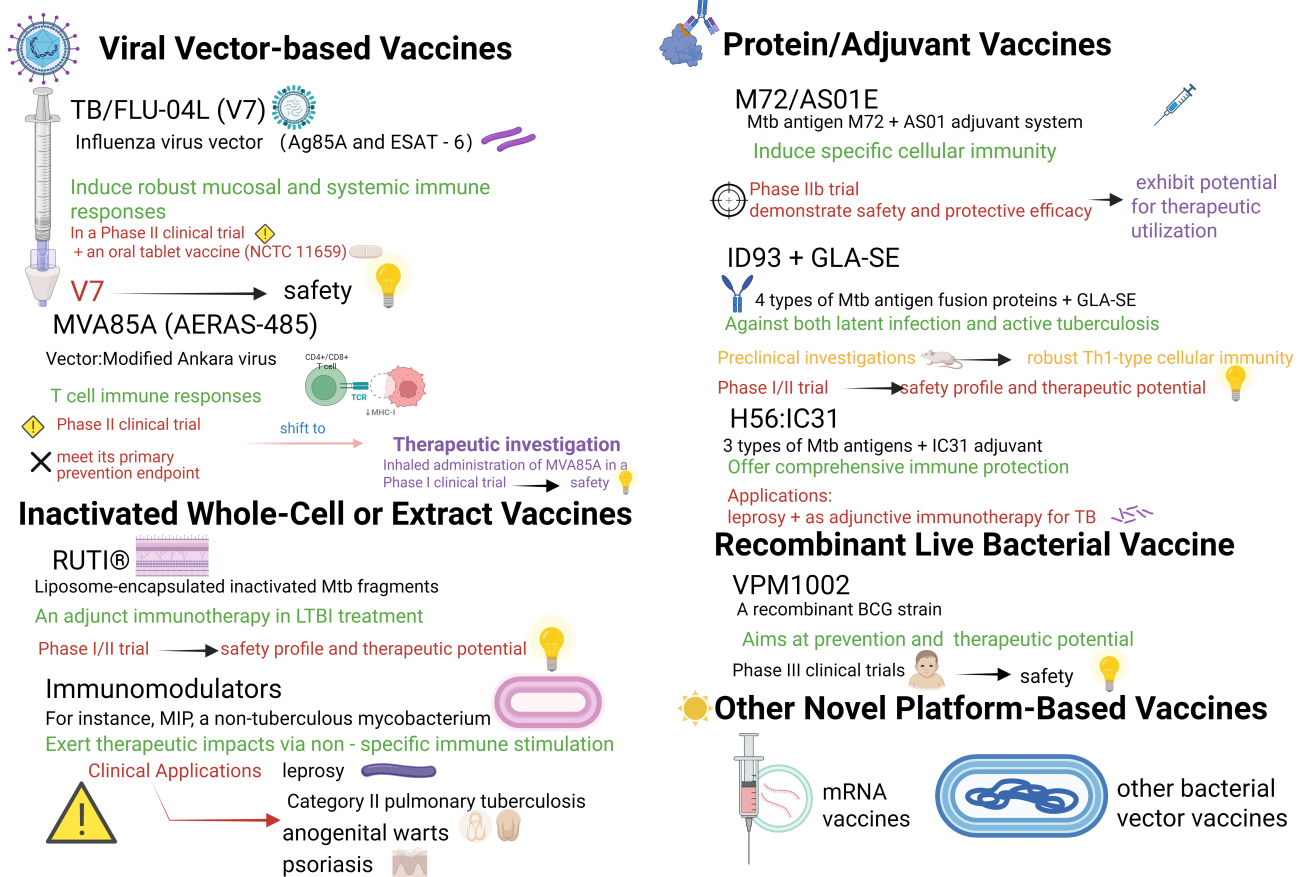 Viral Vector-based Vaccines
TB/FLU-04L (V7)
Influenza virus vector (Ag85A and ESAT - 6)
Induce robust mucosal and systemic immune
responses
In a Phase II clinical trial
+ an oral tablet vaccine (NCTC 11659)
V7 safety
MVA85A (AERAS-485)
Vector:Modified Ankara virus
CD4+/CD8+
T cell
TCR
↓MHC-I
T cell immune responses
Phase II clinical trial
meet its primary
prevention endpoint
shift to
Therapeutic investigation
Inhaled administration of MVA85A in a
Phase I clinical trial safety
Inactivated Whole-Cell or Extract Vaccines
RUTI®
Liposome-encapsulated inactivated Mtb fragments
An adjunct immunotherapy in LTBI treatment
Phase I/II trial safety profile and therapeutic potential
Immunomodulators
For instance, MIP, a non-tuberculous mycobacterium
Exert therapeutic impacts via non - specific immune stimulation
Clinical Applications
leprosy
Category II pulmonary tuberculosis
anogenital warts
psoriasis
Protein/Adjuvant Vaccines
M72/AS01E
Mtb antigen M72 + AS01 adjuvant system
Induce specific cellular immunity
Phase IIb trial
demonstrate safety and protective efficacy
exhibit potential
for therapeutic
utilization
ID93 + GLA-SE
4 types of Mtb antigen fusion proteins + GLA-SE
Against both latent infection and active tuberculosis
Preclinical investigations robust Th1-type cellular immunity
Phase I/II trial safety profile and therapeutic potential
H56:IC31
3 types of Mtb antigens + IC31 adjuvant
Offer comprehensive immune protection
Applications:
leprosy + as adjunctive immunotherapy for TB
Recombinant Live Bacterial Vaccine
VPM1002
A recombinant BCG strain
Aims at prevention and therapeutic potential
Phase III clinical trials safety
Other Novel Platform-Based Vaccines
mRNA
vaccines
other bacterial
vector vaccines